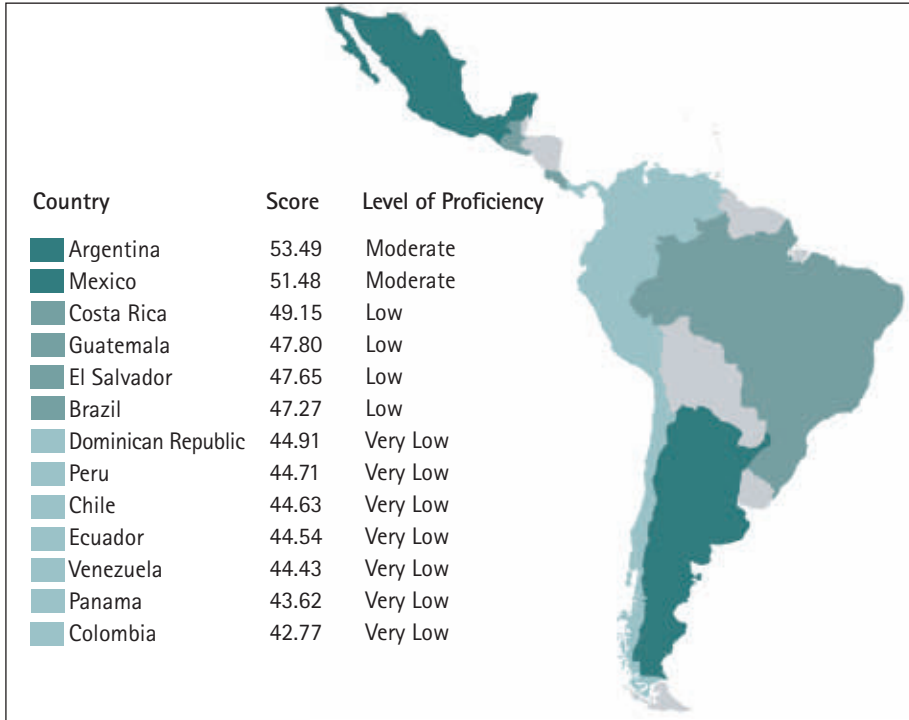 Country Score Level of Proficiency
Argentina 53.49 Moderate
Mexico 51.48 Moderate
Costa Rica 49.15 Low
Guatemala 47.80 Low
El Salvador 47.65 Low
Brazil 47.27 Low
Dominican Republic 44.91 Very Low
Peru 44.71 Very Low
Chile 44.63 Very Low
Ecuador 44.54 Very Low
Venezuela 44.43 Very Low
Panama 43.62 Very Low
Colombia 42.77 Very Low